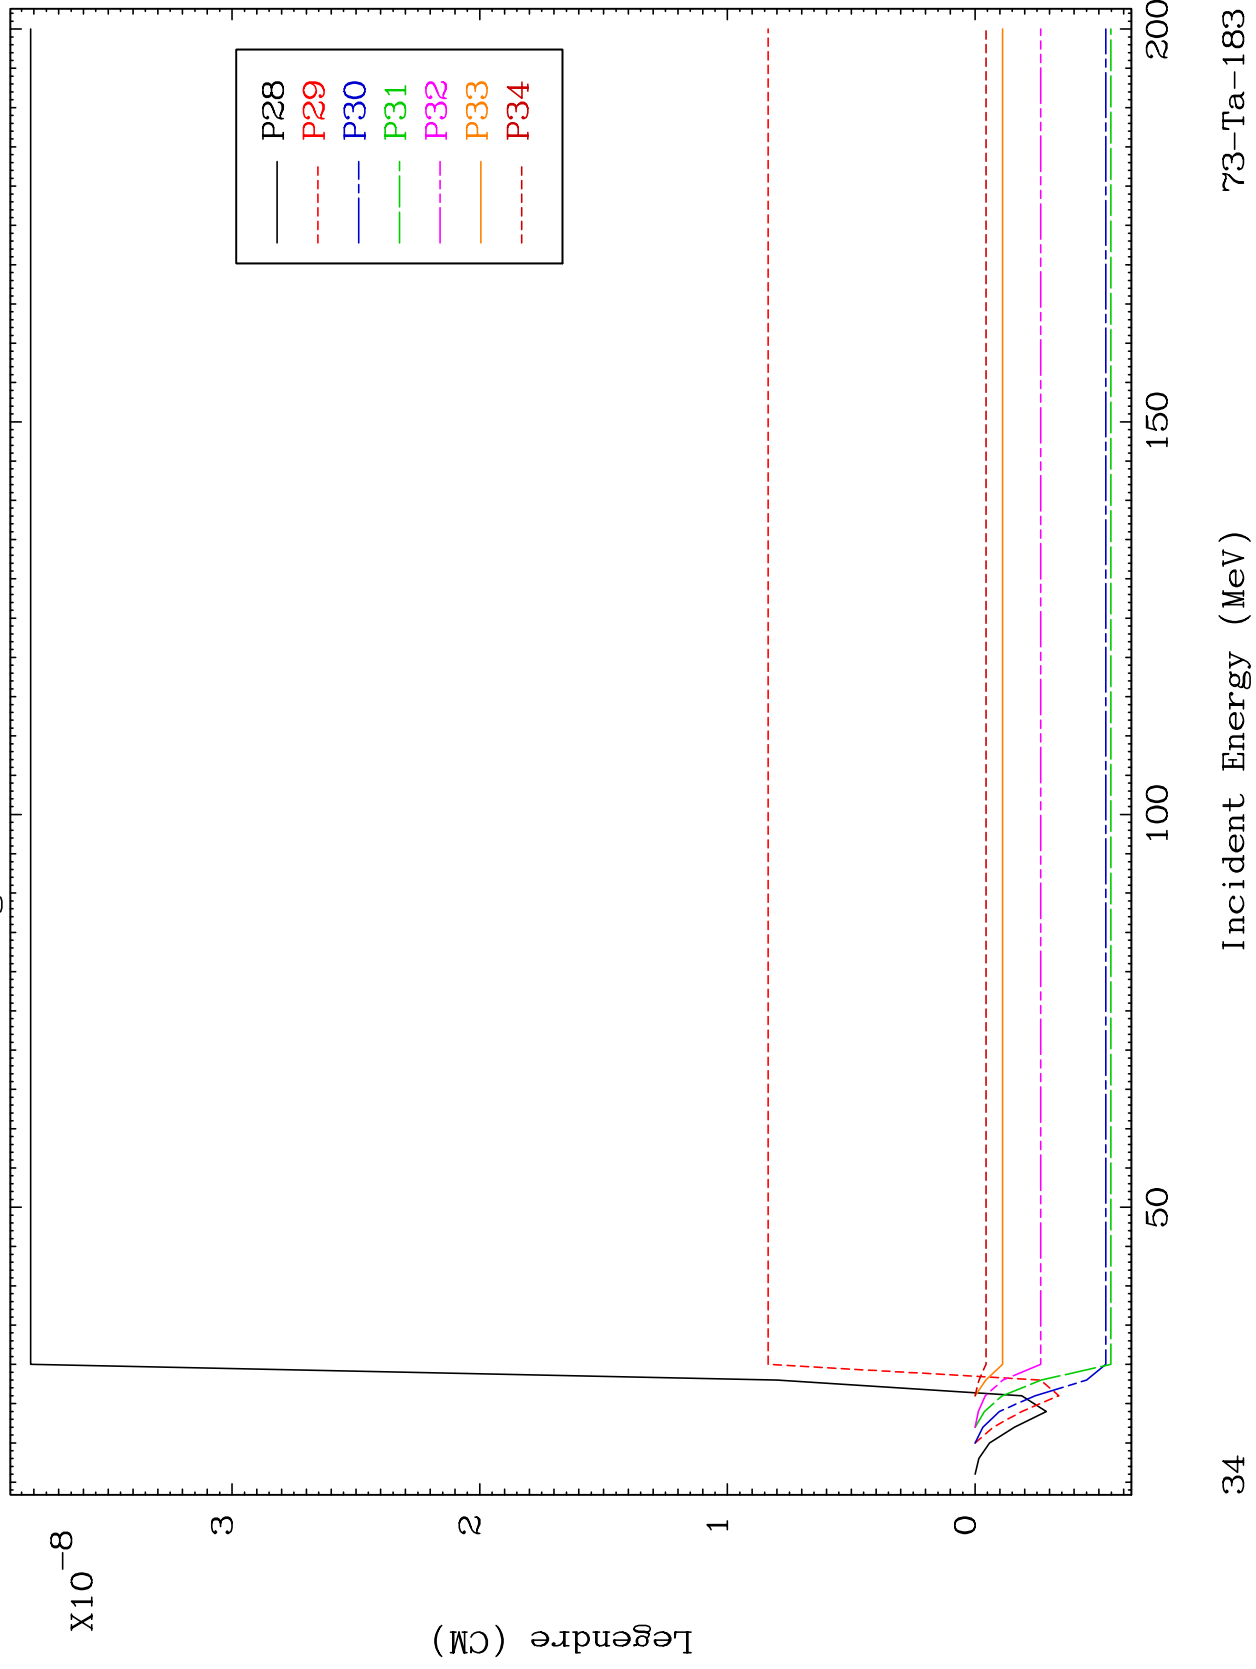 X10-8
3
2
1
0
Legendre (CM)
P28
P29
P30
P31
P32
P33
P34
50
100
150
200
Incident Energy (MeV)
34
73-Ta-183